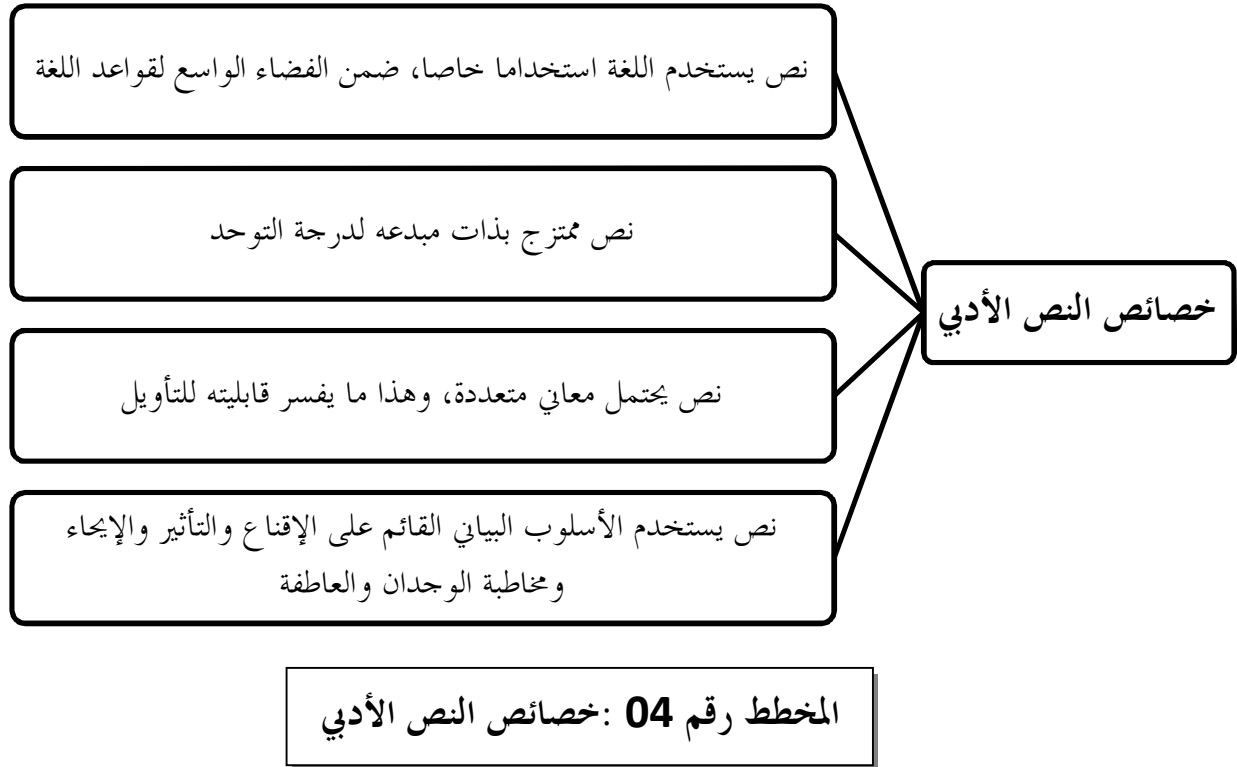 خصائص النص الأدبي
نص يستخدم اللغة استخداما خاصا، ضمن الفضاء الواسع لقواعد اللغة
نص ممتزج بذات مبدعه لدرجة التوحد
نص يحتمل معاني متعددة، وهذا ما يفسر قابليته للتأويل
نص يستخدم الأسلوب البياني القائم على الإقناع والتأثير والإيحاء
ومخاطبة الوجدان والعاطفة
المخطط رقم 04 :خصائص النص الأدبي